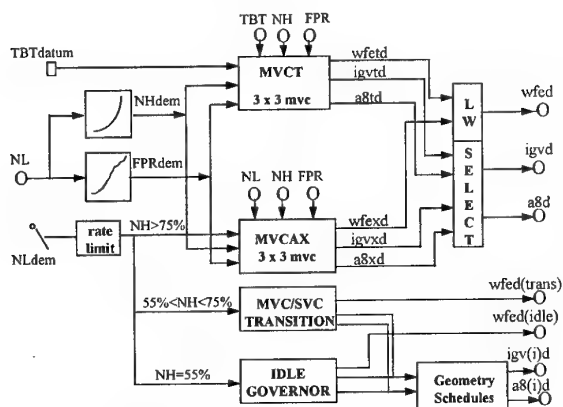 TBT NH FPR
TBTdatum
MVCT
3 x 3 mvc
wfetd
igvtd
a8td
NHdem
FPRdem
NL
L
W
S
E
L
E
C
T
wfed
igvd
a8d
NL NH FPR
MVCAX
3 x 3 mvc
wfexd
igvxd
a8xd
NLdem
rate
limit
NH>75%
55%<NH<75%
MVC/SVC
TRANSITION
wfed(trans)
wfed(idle)
NH=55%
IDLE
GOVERNOR
Geometry
Schedules
igv(i)d
a8(i)d